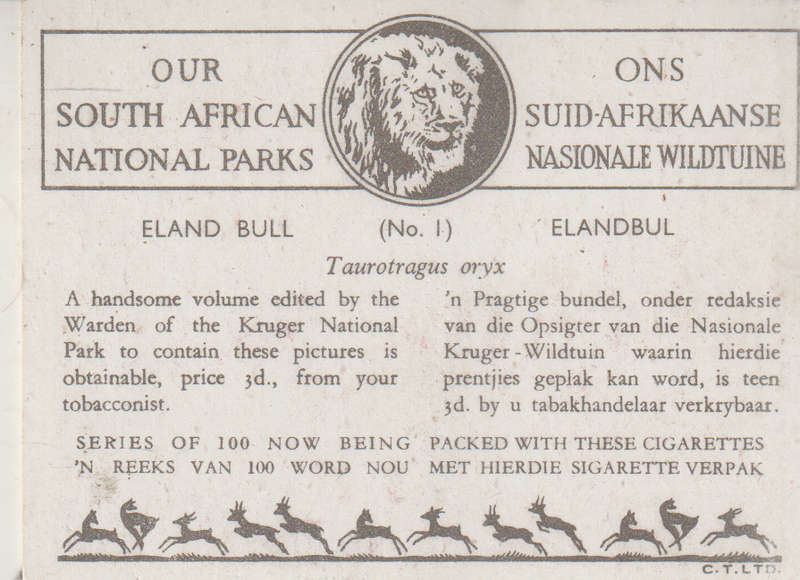 OUR
SOUTH AFRICAN
NATIONAL PARKS
ONS
SUID-AFRIKAANSE
NASIONALE WILDTUINE
ELAND BULL (No. 1) ELANDBUL
Taurotragus oryx
A handsome volume edited by the
Warden of the Kruger National
Park to contain these pictures is
obtainable, price 3d., from your
tobacconist.
'n Pragtige bundel, onder redaksie
van die Opsigter van die Nasionale
Kruger-Wildtuin waarin hierdie
prentjies geplak kan word, is teen
3d. by u tabakhandelaar verkrybaar.
SERIES OF 100 NOW BEING PACKED WITH THESE CIGARETTES
'N REEKS VAN 100 WORD NOU MET HIERDIE SIGARETTE VERPAK
C.T.LTD.